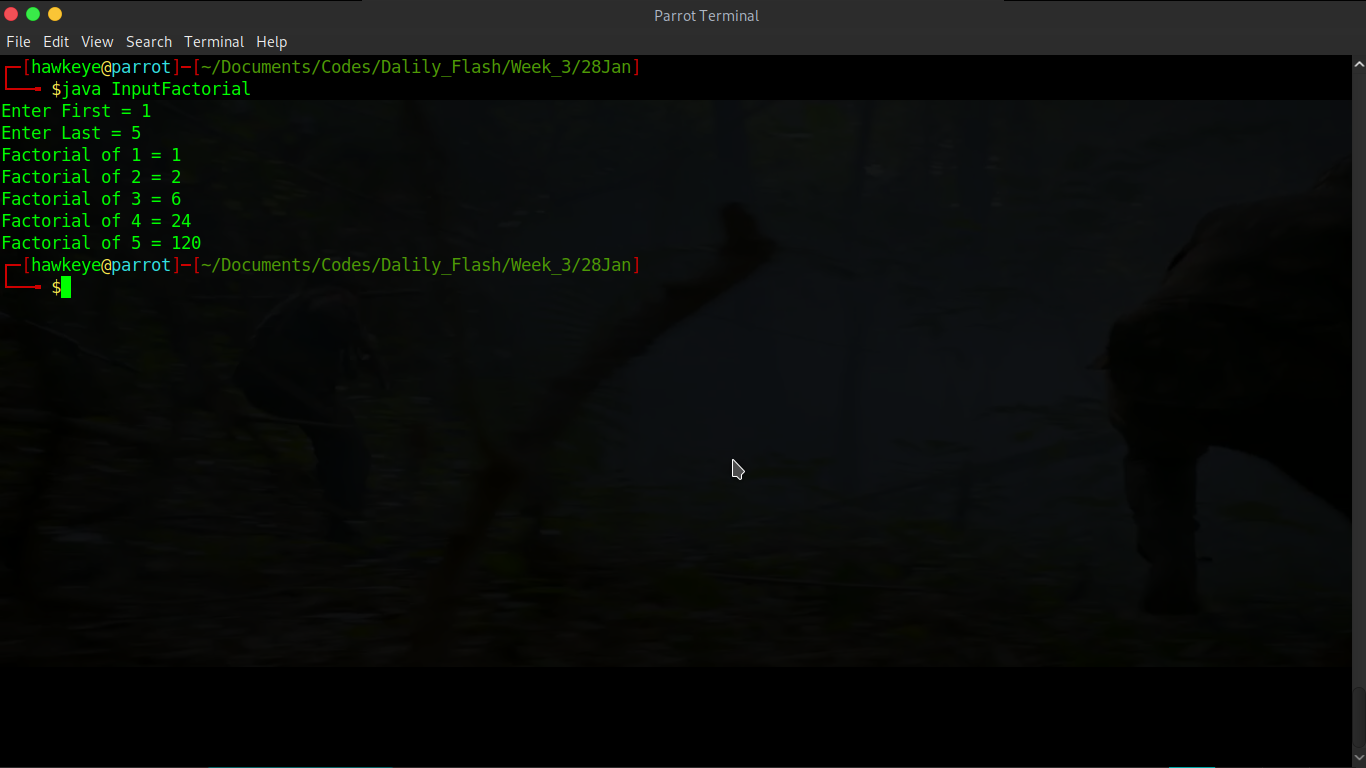 Parrot Terminal
File Edit View Search Terminal Help
┌─[hawkeye@parrot]─[~/Documents/Codes/Dalily_Flash/Week_3/28Jan]
└──╼ $java InputFactorial
Enter First = 1
Enter Last = 5
Factorial of 1 = 1
Factorial of 2 = 2
Factorial of 3 = 6
Factorial of 4 = 24
Factorial of 5 = 120
┌─[hawkeye@parrot]─[~/Documents/Codes/Dalily_Flash/Week_3/28Jan]
└──╼ $